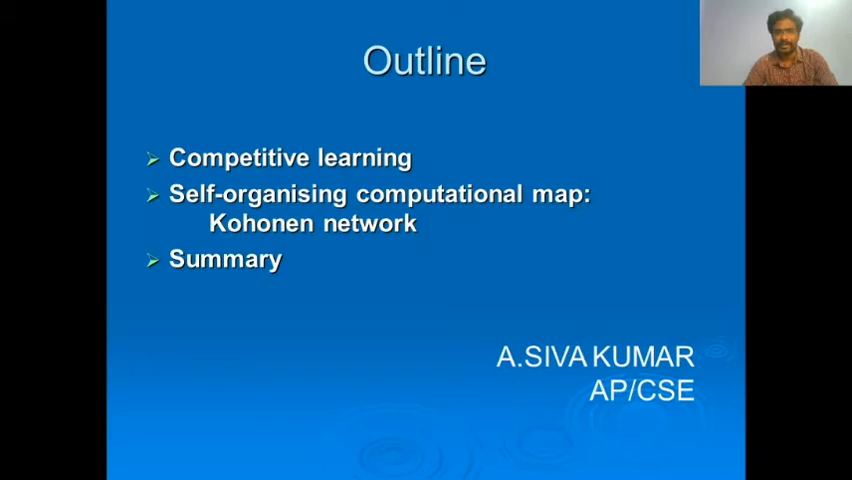 Outline
Competitive learning
Self-organising computational map:
Kohonen network
Summary
A.SIVA KUMAR
AP/CSE